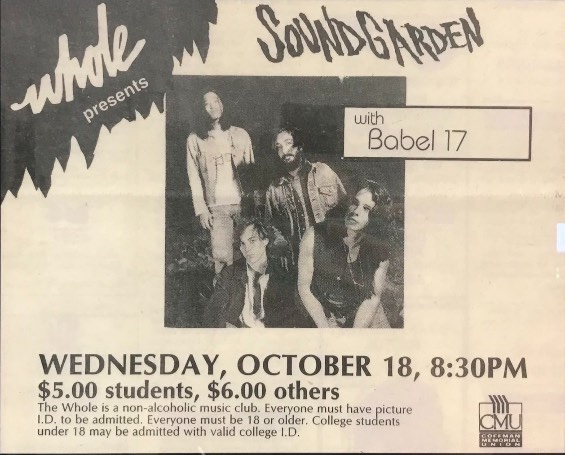 whole
presents
SOUNDGARDEN
with
Babel 17
WEDNESDAY, OCTOBER 18, 8:30PM
$5.00 students, $6.00 others
The Whole is a non-alcoholic music club. Everyone must have picture
I.D. to be admitted. Everyone must be 18 or older. College students
under 18 may be admitted with valid college I.D.
CMU
COFFMAN
MEMORIAL
UNION